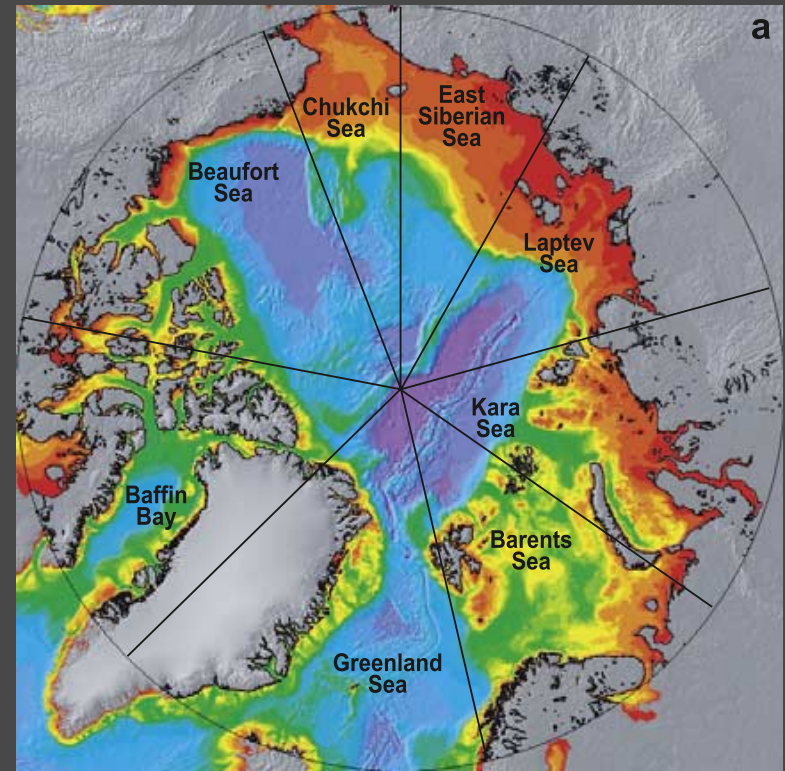 a
Chukchi
Sea
East
Siberian
Sea
Beaufort
Sea
Laptev
Sea
Kara
Sea
Baffin
Bay
Barents
Sea
Greenland
Sea